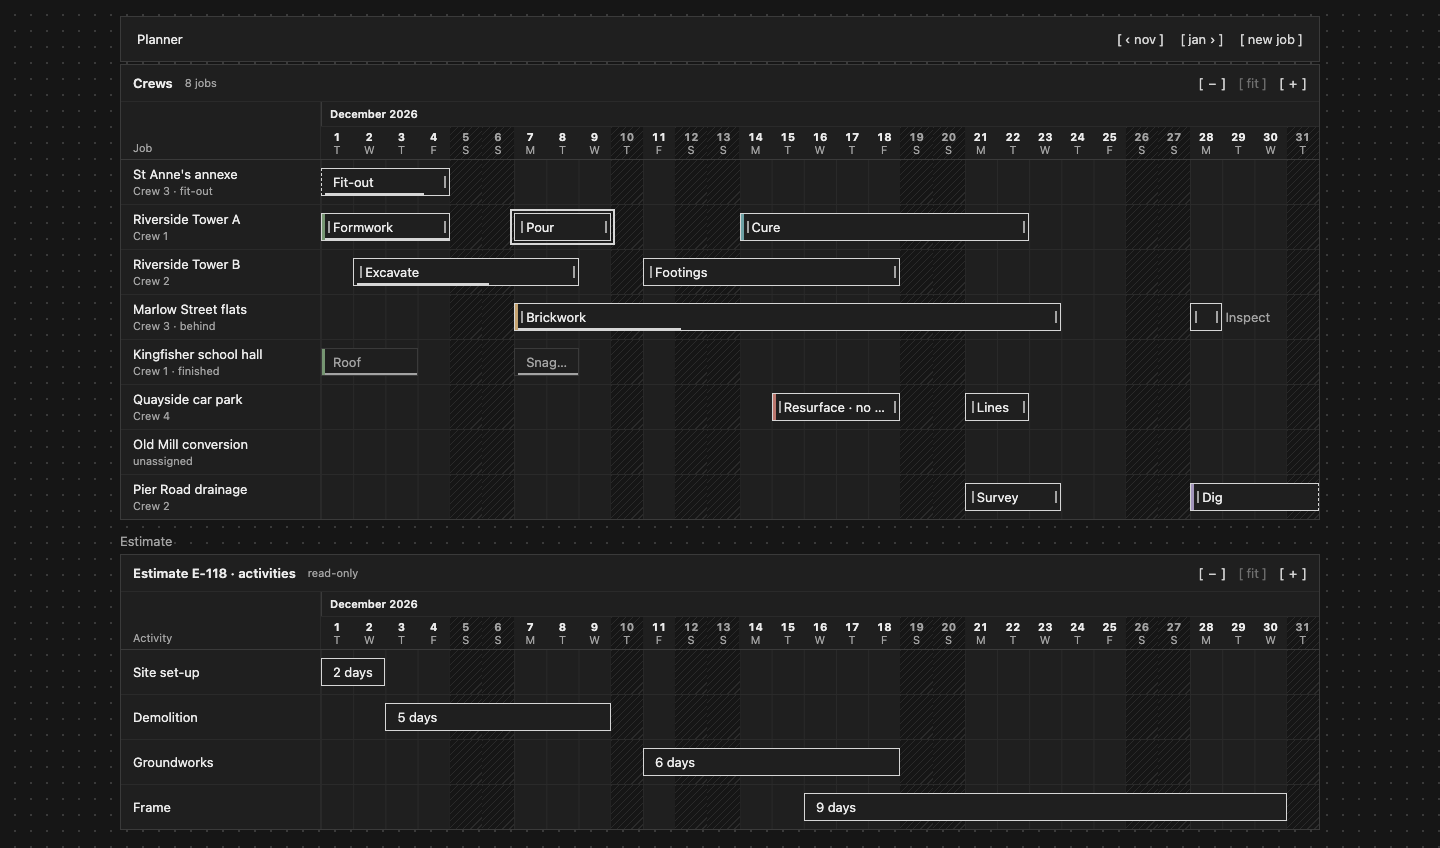 Planner [ ‹ nov ] [ jan › ] [ new job ]
Crews 8 jobs [ − ] [ fit ] [ + ]
December 2026
1 2 3 4 5 6 7 8 9 10 11 12 13 14 15 16 17 18 19 20 21 22 23 24 25 26 27 28 29 30 31
Job T W T F S S M T W T F S S M T W T F S S M T W T F S S M T W T
St Anne's annexe
Crew 3 · fit-out
Fit-out
Riverside Tower A
Crew 1
Formwork Pour Cure
Riverside Tower B
Crew 2
Excavate Footings
Marlow Street flats
Crew 3 · behind
Brickwork Inspect
Kingfisher school hall
Crew 1 · finished
Roof Snag...
Quayside car park
Crew 4
Resurface · no ... Lines
Old Mill conversion
unassigned
Pier Road drainage
Crew 2
Survey Dig
Estimate
Estimate E-118 · activities read-only [ − ] [ fit ] [ + ]
December 2026
1 2 3 4 5 6 7 8 9 10 11 12 13 14 15 16 17 18 19 20 21 22 23 24 25 26 27 28 29 30 31
Activity T W T F S S M T W T F S S M T W T F S S M T W T F S S M T W T
Site set-up 2 days
Demolition 5 days
Groundworks 6 days
Frame 9 days